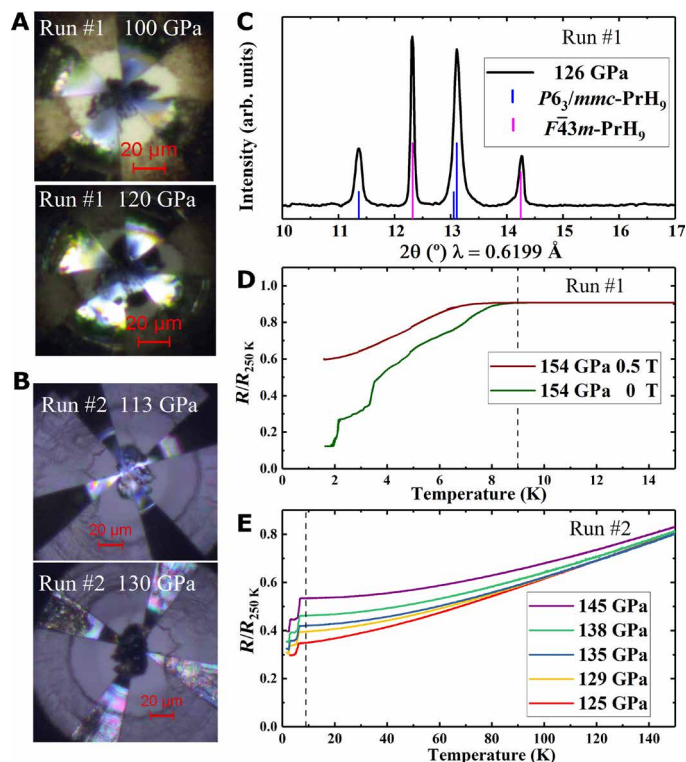 A
Run #1 100 GPa
20 µm
Run #1 120 GPa
20 µm
B
Run #2 113 GPa
20 µm
Run #2 130 GPa
20 µm
C
Run #1
126 GPa
P6₃/mmc-PrH₉
F4̄3m-PrH₉
Intensity (arb. units)
10 11 12 13 14 15 16 17
2θ (º) λ = 0.6199 Å
D
Run #1
154 GPa 0.5 T
154 GPa 0 T
R/R₂₅₀ K
1.0
0.8
0.6
0.4
0.2
0.0
0 2 4 6 8 10 12 14
Temperature (K)
E
Run #2
145 GPa
138 GPa
135 GPa
129 GPa
125 GPa
R/R₂₅₀ K
0.8
0.6
0.4
0.2
0.0
0 20 40 60 80 100 120 140
Temperature (K)